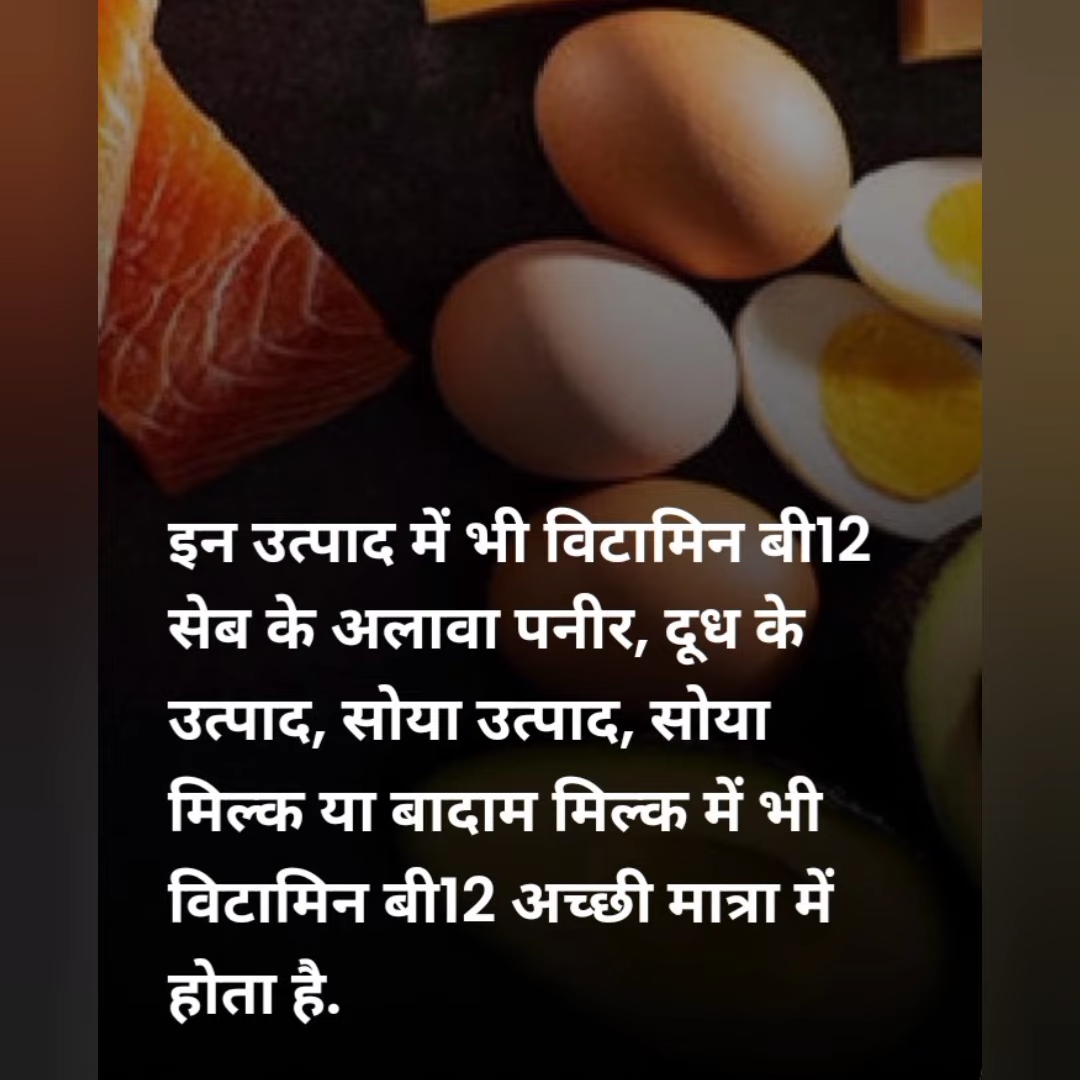 इन उत्पाद में भी विटामिन बी12
सेब के अलावा पनीर, दूध के
उत्पाद, सोया उत्पाद, सोया
मिल्क या बादाम मिल्क में भी
विटामिन बी12 अच्छी मात्रा में
होता है.